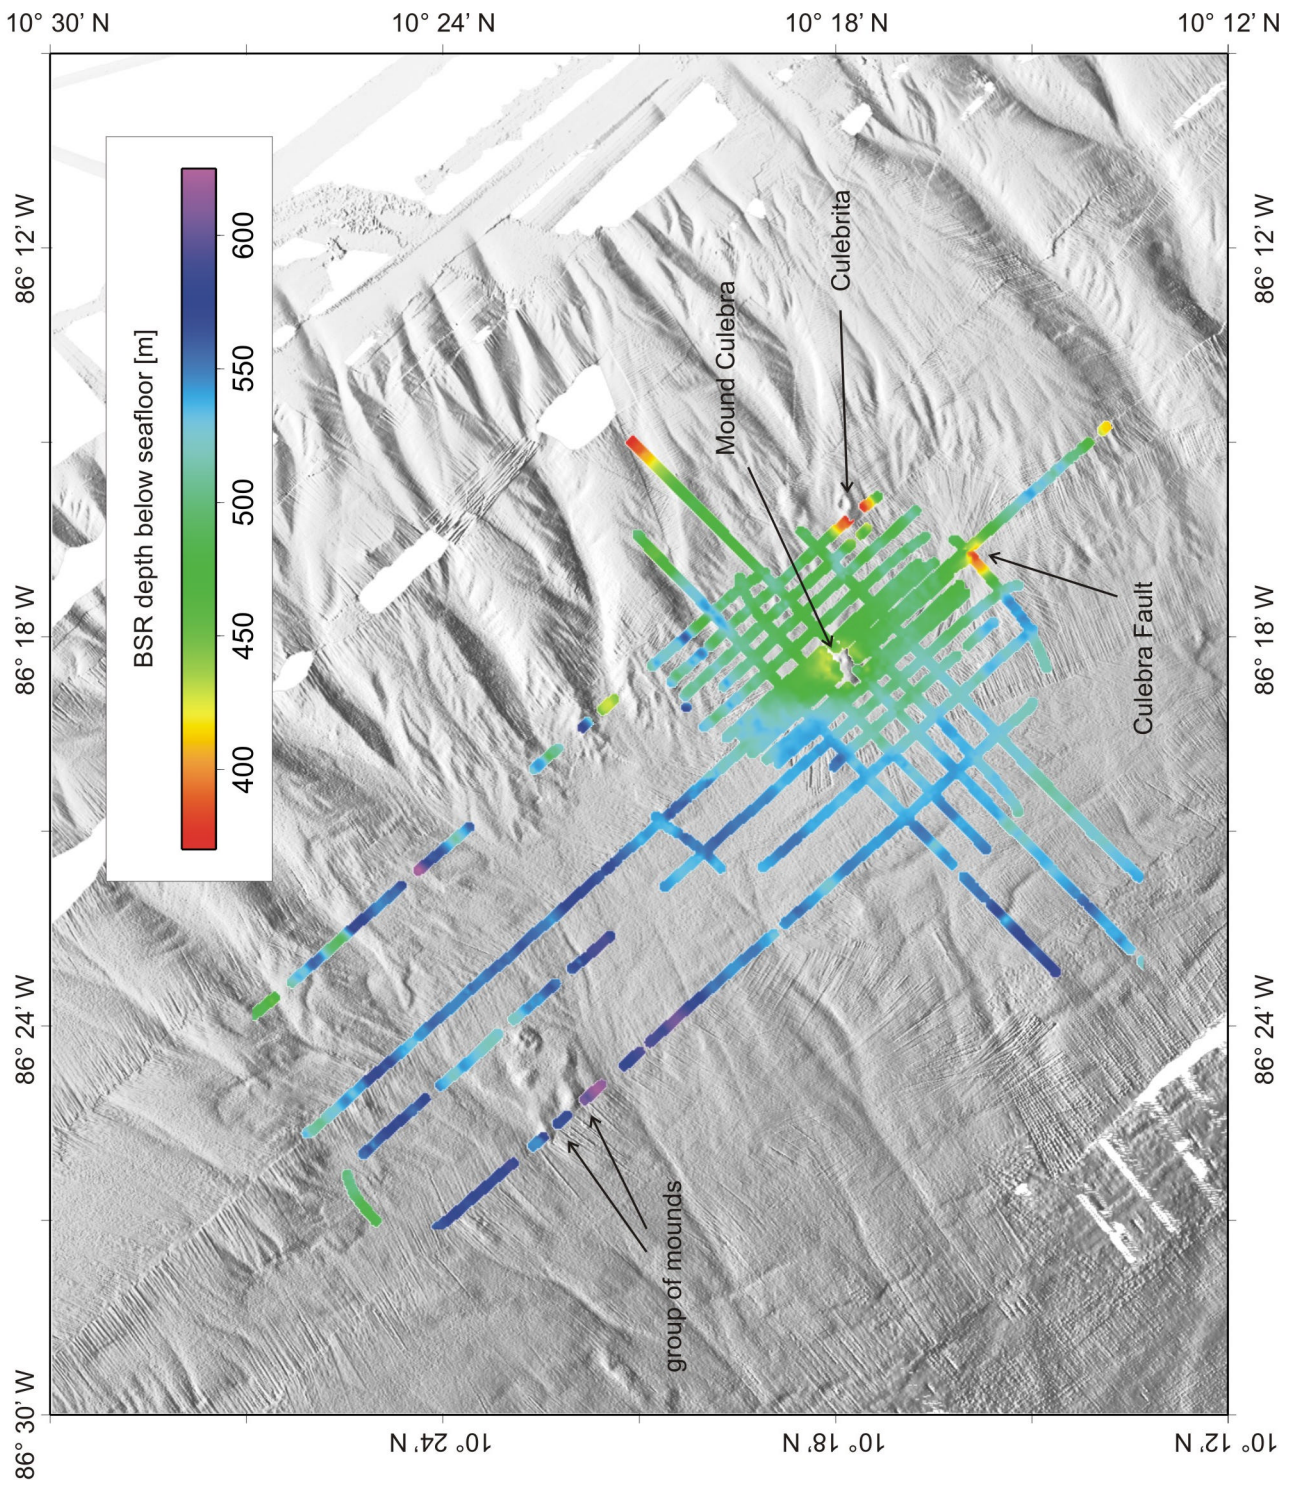 10° 30' N
10° 24' N
10° 18' N
10° 12' N
86° 12' W
86° 18' W
86° 24' W
86° 30' W
BSR depth below seafloor [m]
600
550
500
450
400
Culebrita
Mound Culebra
Culebra Fault
group of mounds
86° 12' W
86° 18' W
86° 24' W
10° 24' N
10° 18' N
10° 12' N